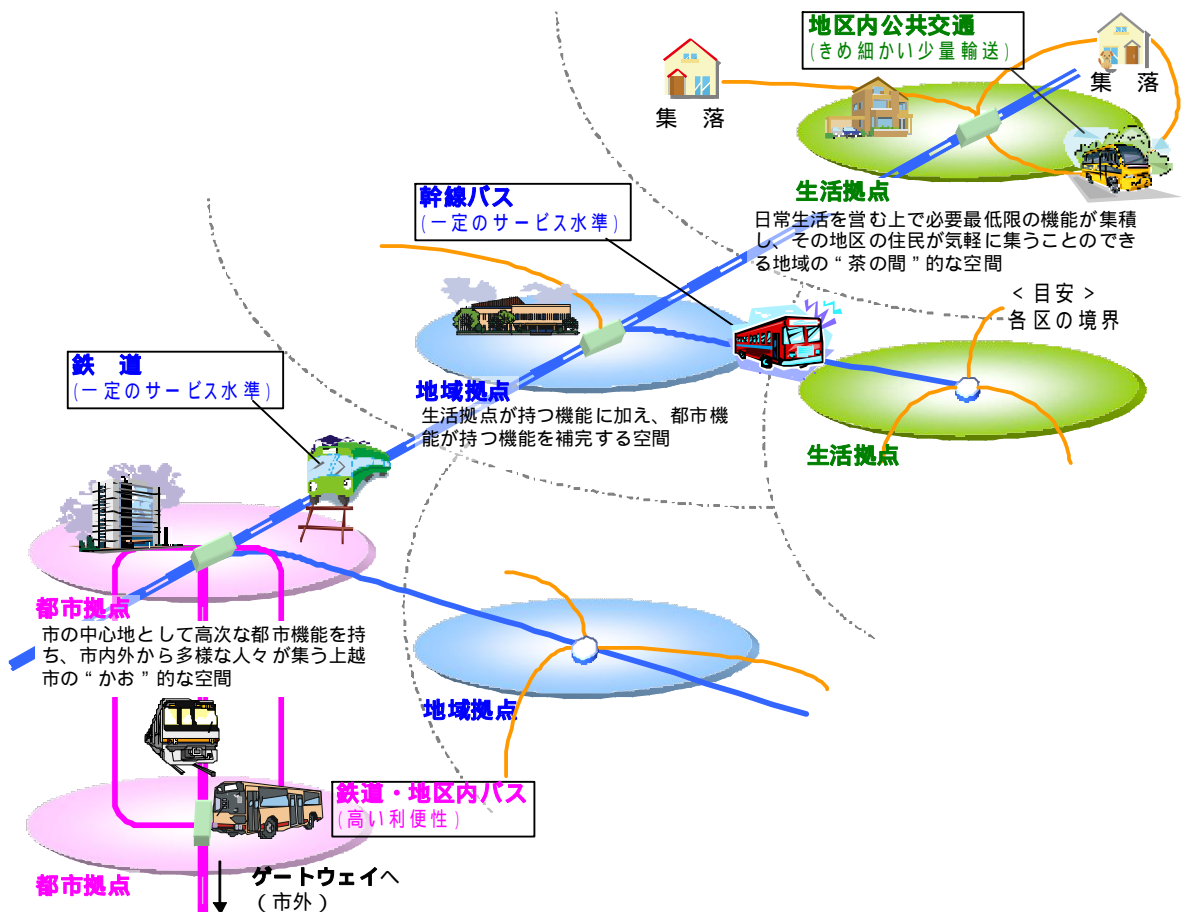 地区内公共交通
(きめ細かい少量輸送)
集　落
集　落
生活拠点
日常生活を営む上で必要最低限の機能が集積
し、その地区の住民が気軽に集うことのでき
る地域の“茶の間”的な空間
幹線バス
(一定のサービス水準)
＜目安＞
各区の境界
鉄　道
(一定のサービス水準)
地域拠点
生活拠点が持つ機能に加え、都市機
能が持つ機能を補完する空間
生活拠点
都市拠点
市の中心地として高次な都市機能を持
ち、市内外から多様な人々が集う上越
市の“かお”的な空間
地域拠点
鉄道・地区内バス
(高い利便性)
都市拠点
ゲートウェイへ
（市外）